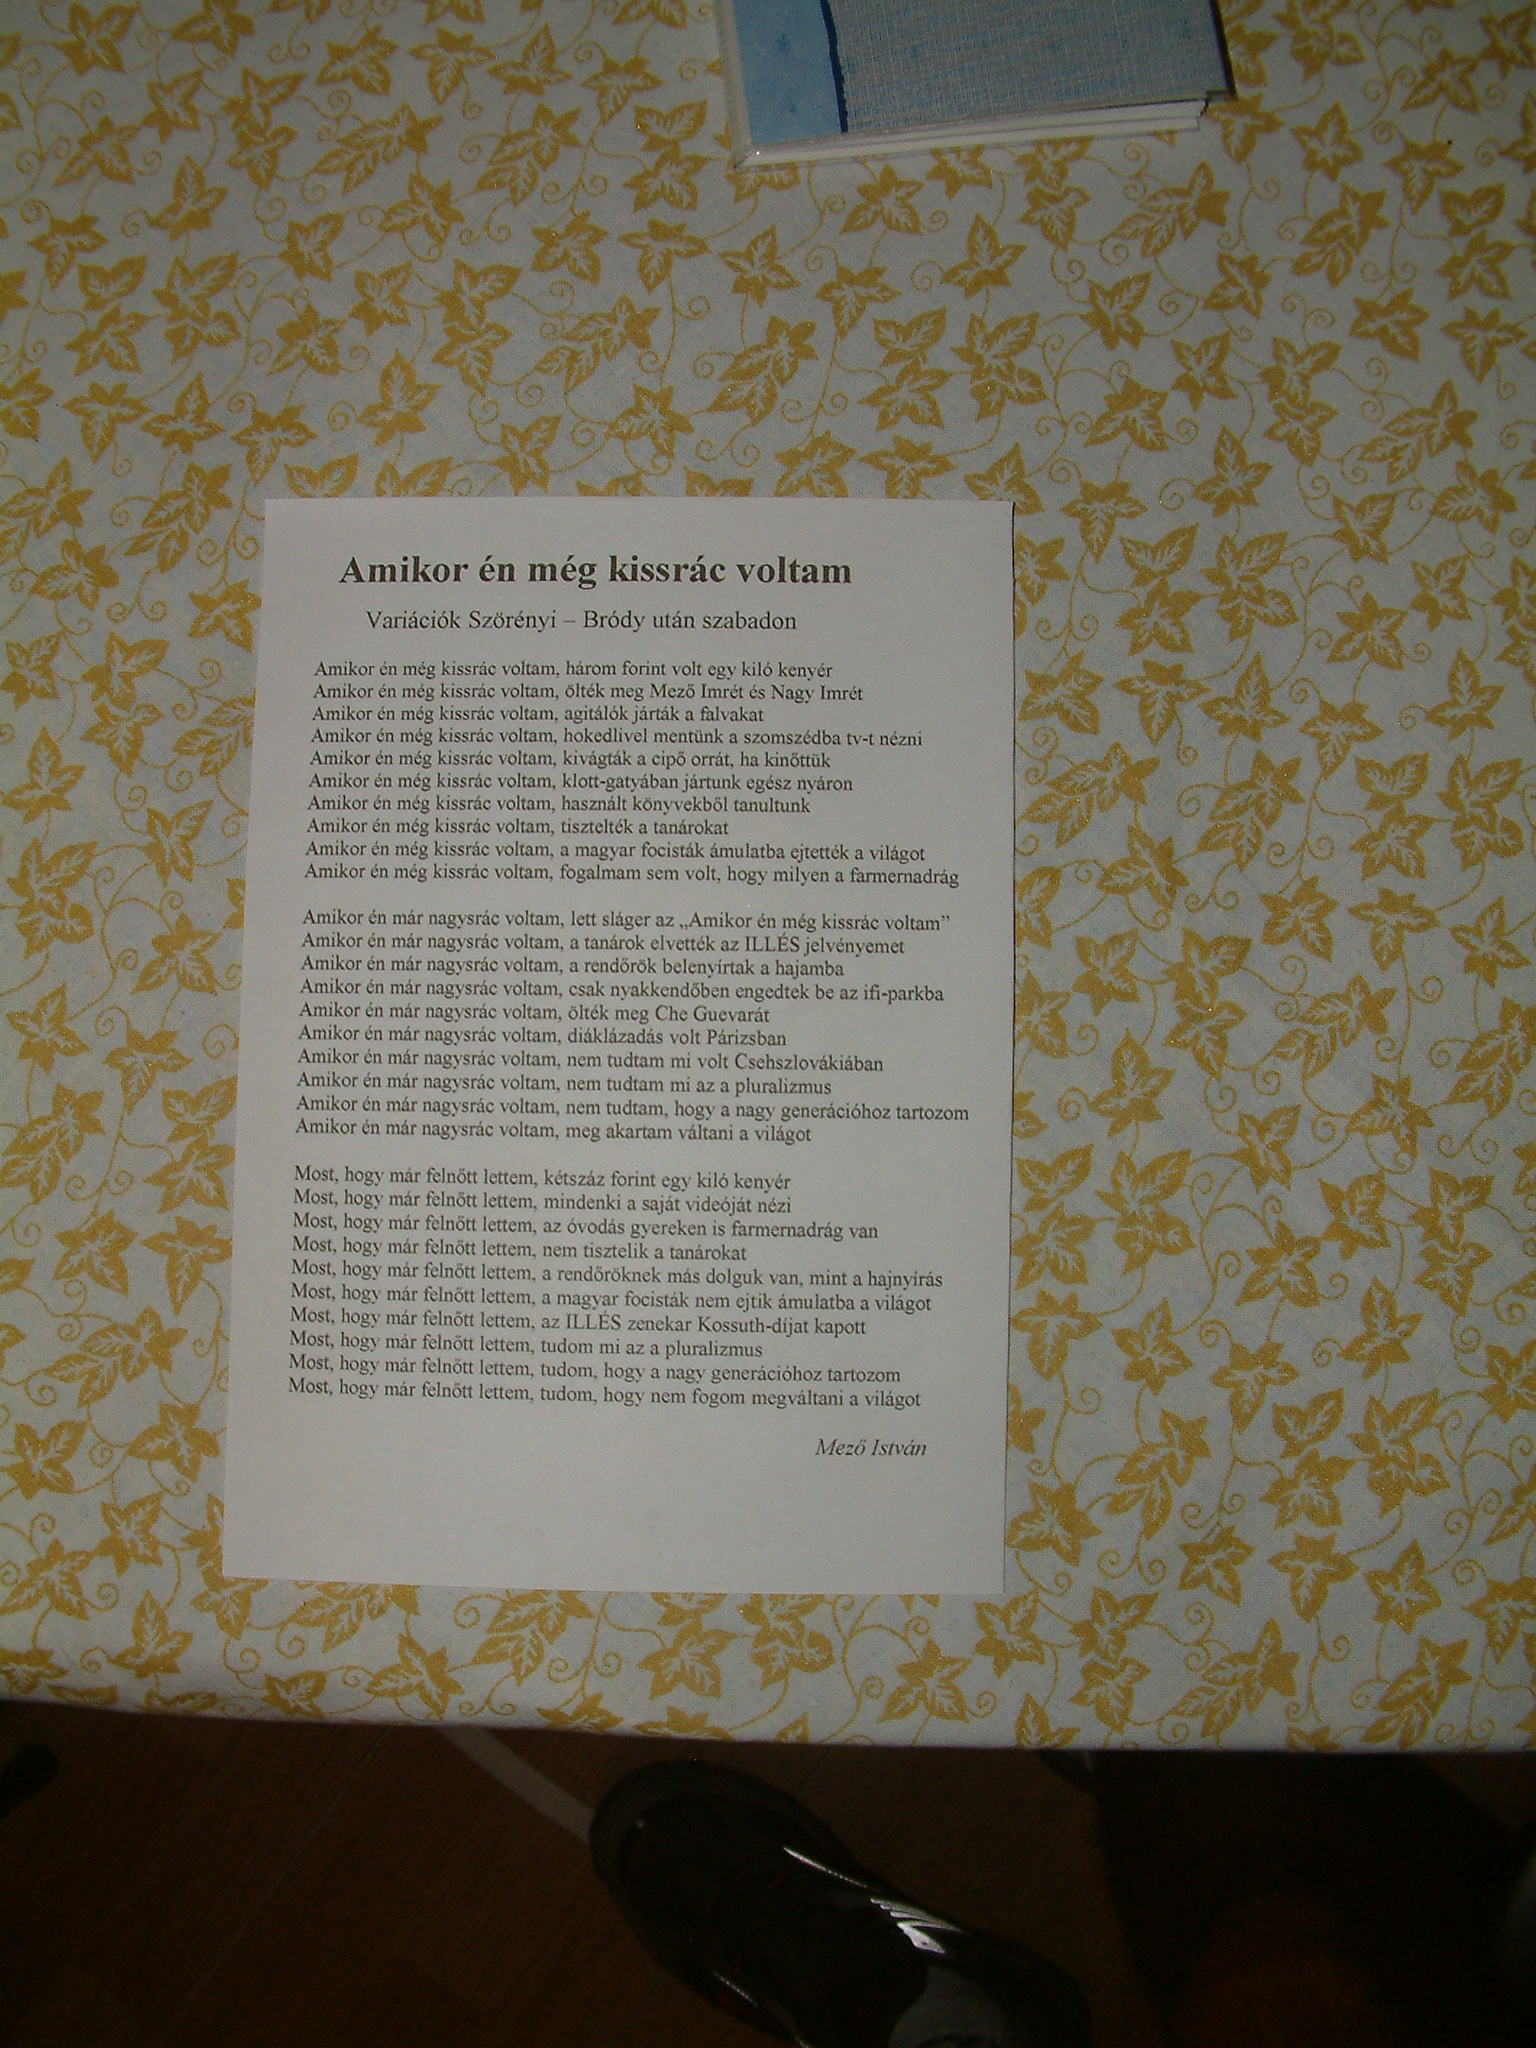 Amikor én még kissrác voltam
Variációk Szörényi – Bródy után szabadon
Amikor én még kissrác voltam, három forint volt egy kiló kenyér
Amikor én még kissrác voltam, ölték meg Mező Imrét és Nagy Imrét
Amikor én még kissrác voltam, agitálók járták a falvakat
Amikor én még kissrác voltam, hokedlivel mentünk a szomszédba tv-t nézni
Amikor én még kissrác voltam, kivágták a cipő orrát, ha kinőttük
Amikor én még kissrác voltam, klott-gatyában jártunk egész nyáron
Amikor én még kissrác voltam, használt könyvekből tanultunk
Amikor én még kissrác voltam, tisztelték a tanárokat
Amikor én még kissrác voltam, a magyar focisták ámulatba ejtették a világot
Amikor én még kissrác voltam, fogalmam sem volt, hogy milyen a farmernadrág
Amikor én már nagysrác voltam, lett sláger az „Amikor én még kissrác voltam”
Amikor én már nagysrác voltam, a tanárok elvették az ILLÉS jelvényemet
Amikor én már nagysrác voltam, a rendőrök belenyírtak a hajamba
Amikor én már nagysrác voltam, csak nyakkendőben engedtek be az ifi-parkba
Amikor én már nagysrác voltam, ölték meg Che Guevarát
Amikor én már nagysrác voltam, diáklázadás volt Párizsban
Amikor én már nagysrác voltam, nem tudtam mi volt Csehszlovákiában
Amikor én már nagysrác voltam, nem tudtam mi az a pluralizmus
Amikor én már nagysrác voltam, nem tudtam, hogy a nagy generációhoz tartozom
Amikor én már nagysrác voltam, meg akartam váltani a világot
Most, hogy már felnőtt lettem, kétszáz forint egy kiló kenyér
Most, hogy már felnőtt lettem, mindenki a saját videóját nézi
Most, hogy már felnőtt lettem, az óvodás gyereken is farmernadrág van
Most, hogy már felnőtt lettem, nem tisztelik a tanárokat
Most, hogy már felnőtt lettem, a rendőröknek más dolguk van, mint a hajnyírás
Most, hogy már felnőtt lettem, a magyar focisták nem ejtik ámulatba a világot
Most, hogy már felnőtt lettem, az ILLÉS zenekar Kossuth-díjat kapott
Most, hogy már felnőtt lettem, tudom mi az a pluralizmus
Most, hogy már felnőtt lettem, tudom, hogy a nagy generációhoz tartozom
Most, hogy már felnőtt lettem, tudom, hogy nem fogom megváltani a világot
Mező István